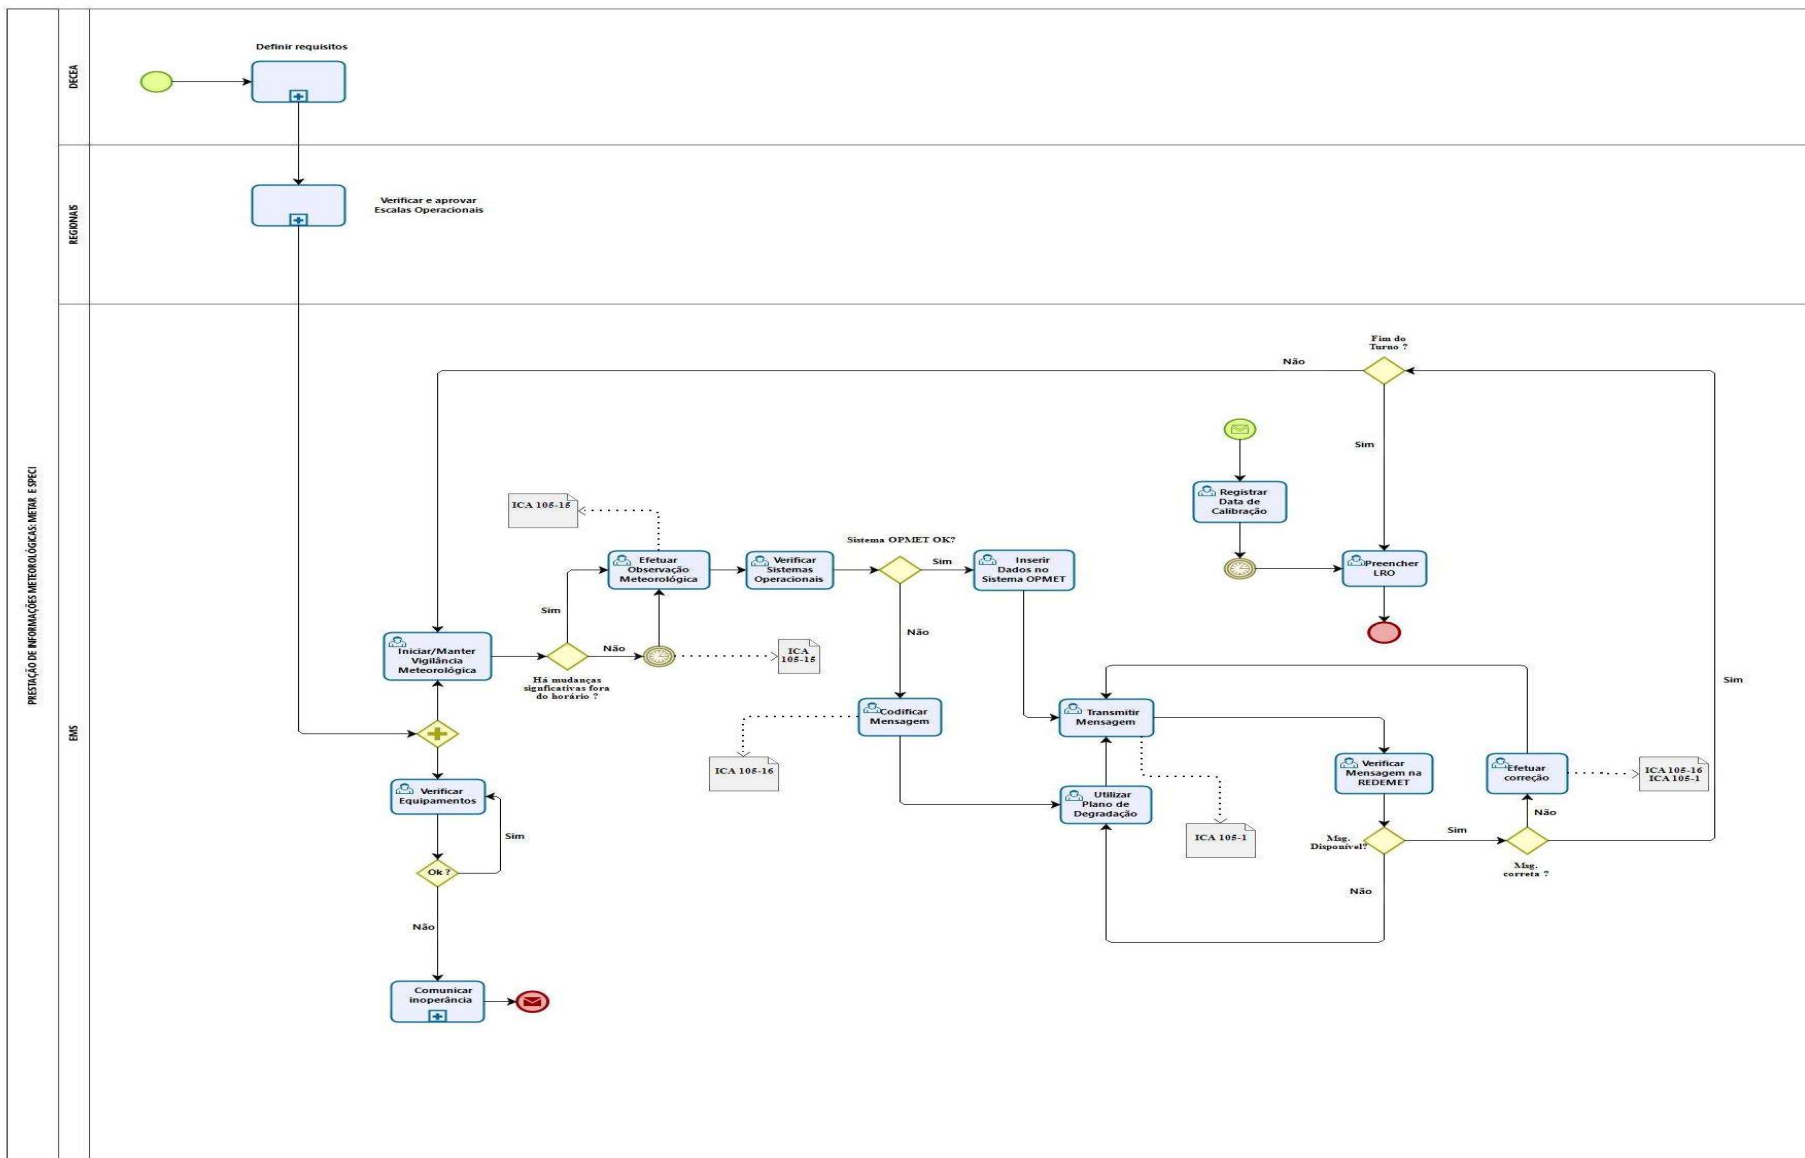 PRESTAÇÃO DE INFORMAÇÕES METEOROLÓGICAS: METAR E SPECI
DECEA
Definir requisitos
REGIONAIS
Verificar e aprovar
Escalas Operacionais
EMS
Fim do
Turno ?
Não
Sim
Registrar
Data de
Calibração
Preencher
LRO
ICA 105-15
Efetuar
Observação
Meteorológica
Verificar
Sistemas
Operacionais
Sistema OPMET OK?
Sim
Inserir
Dados no
Sistema OPMET
Não
Iniciar/Manter
Vigilância
Meteorológica
Sim
Não
Há mudanças
signficativas fora
do horário ?
ICA
105-15
Codificar
Mensagem
ICA 105-16
Transmitir
Mensagem
Utilizar
Plano de
Degradação
ICA 105-1
Verificar
Mensagem na
REDEMET
Efetuar
correção
ICA 105-16
ICA 105-1
Msg.
Disponível?
Sim
Não
Não
Msg.
correta ?
Sim
Verificar
Equipamentos
Sim
Ok ?
Não
Comunicar
inoperância